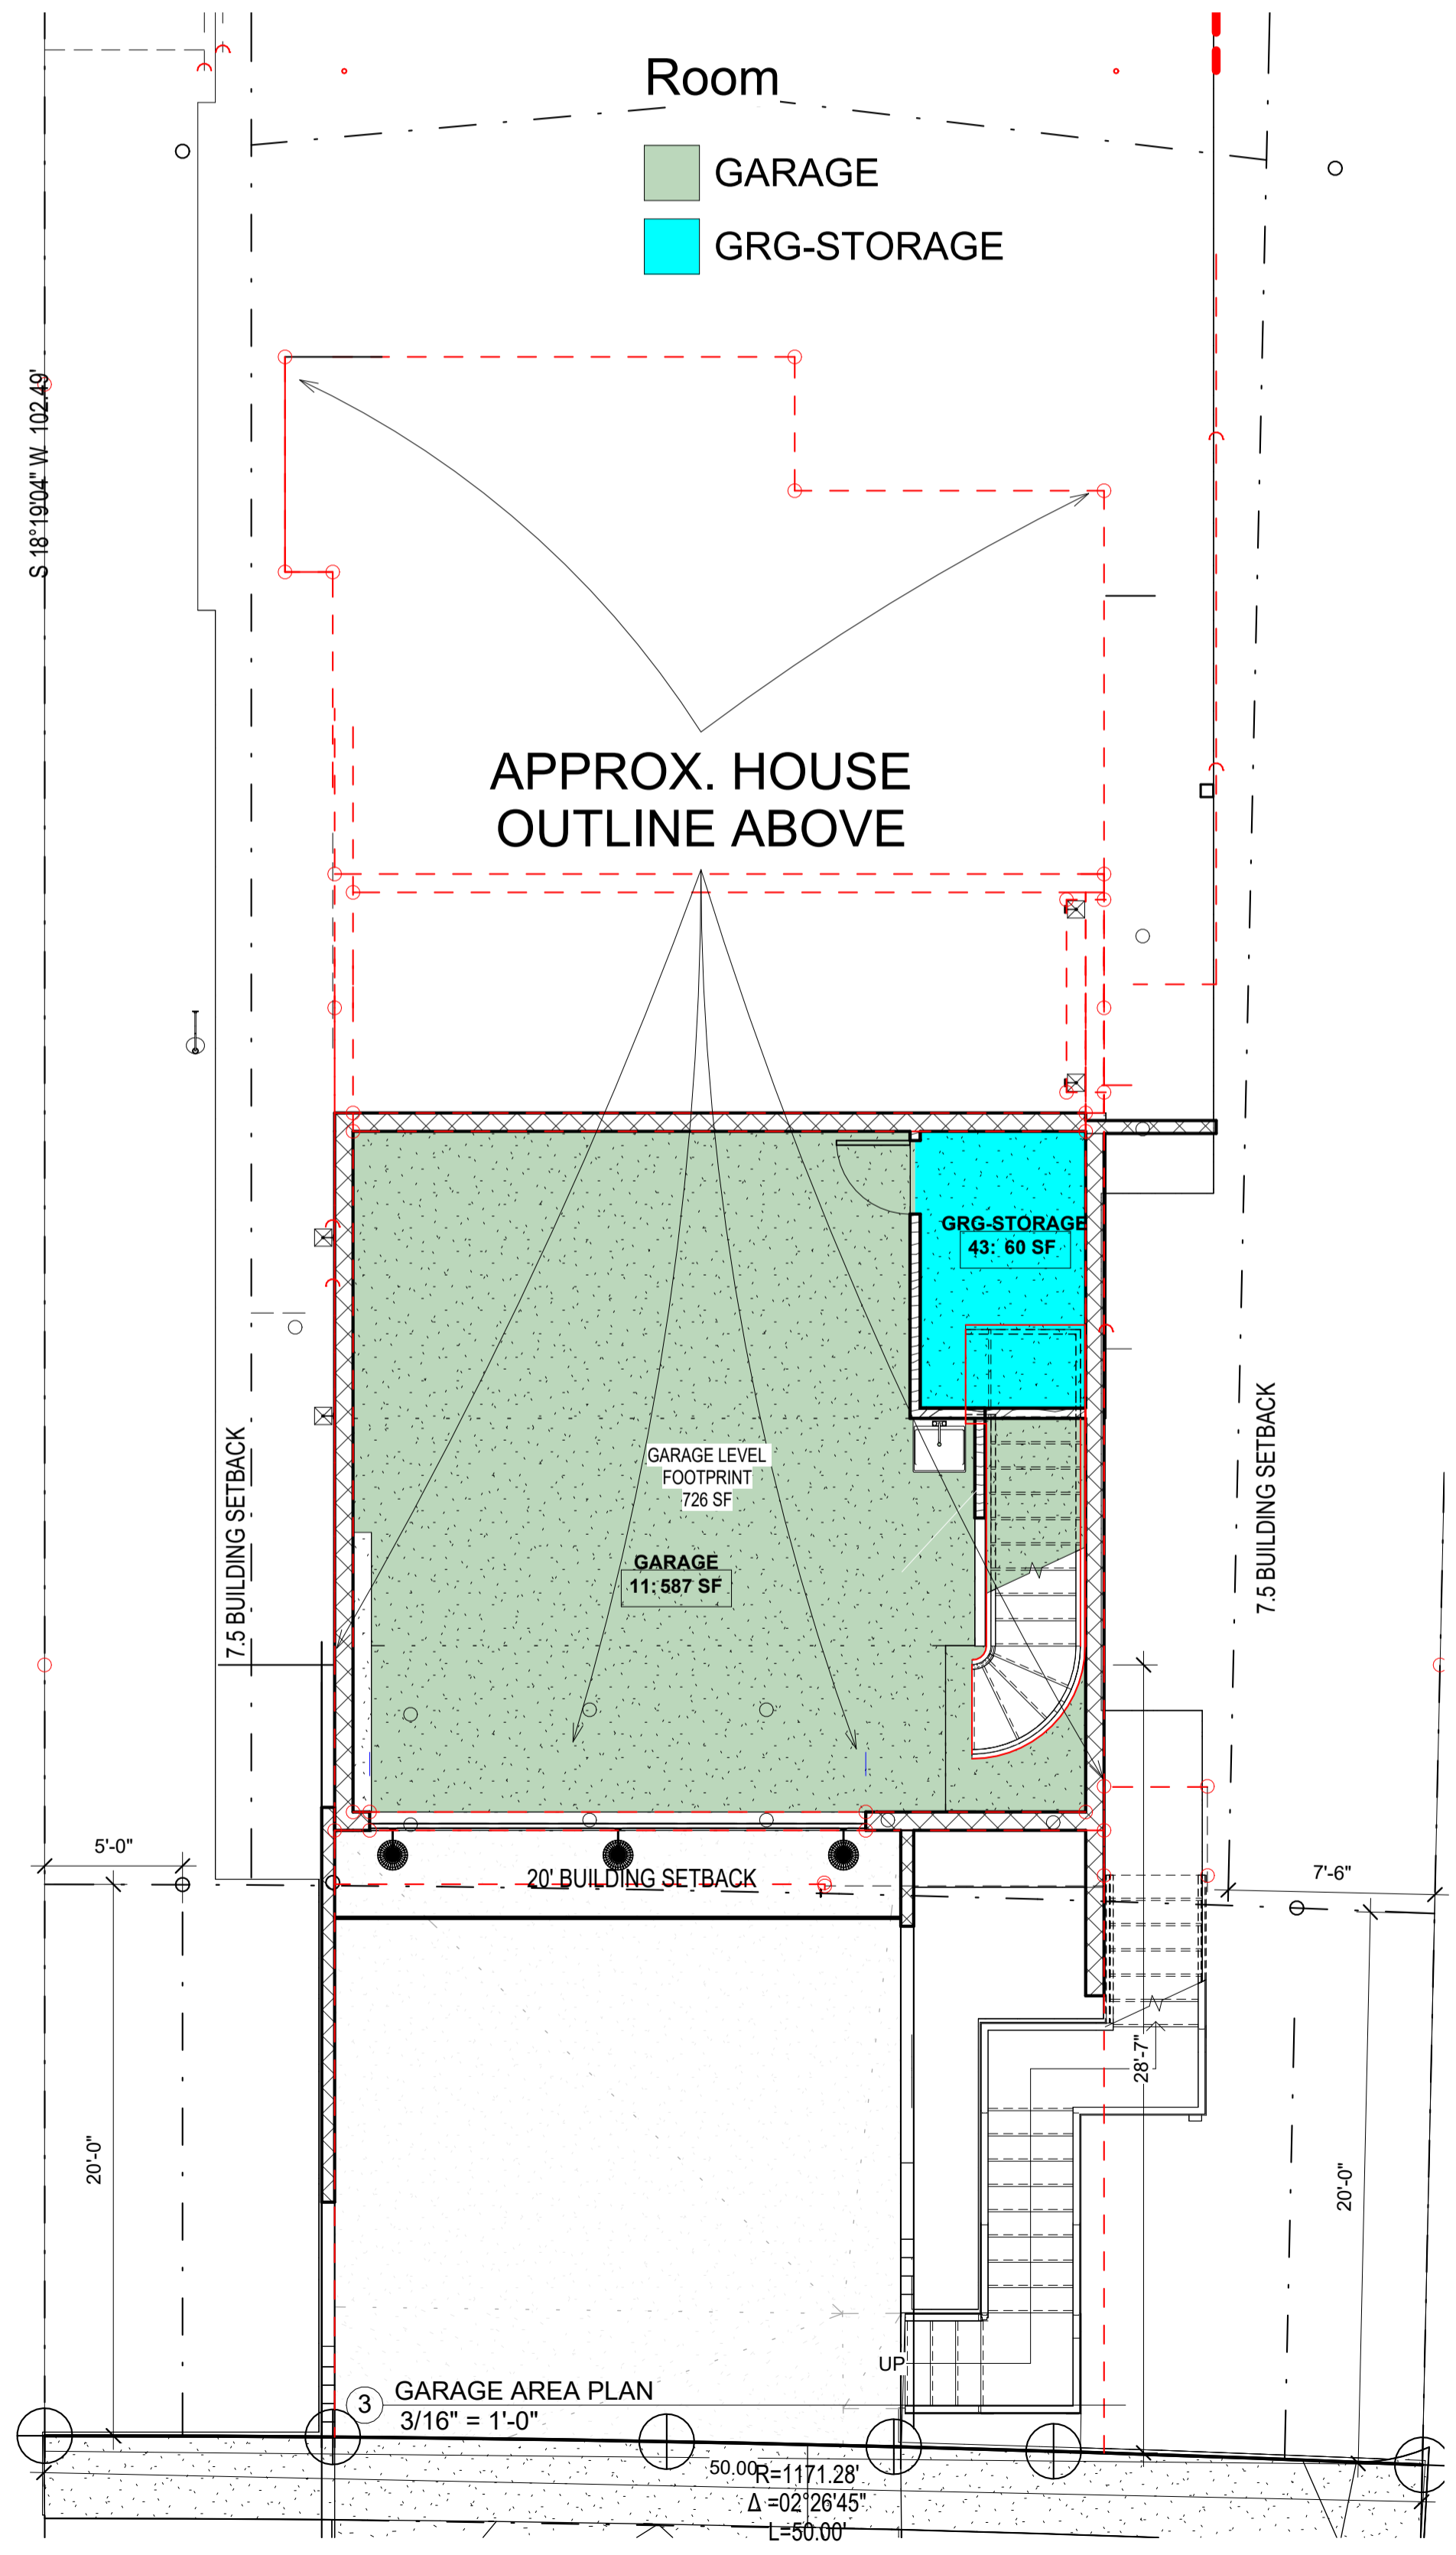 Room
GARAGE
GRG-STORAGE
S 18°19'04" W  102.49'
APPROX. HOUSE
OUTLINE ABOVE
GRG-STORAGE
43:  60 SF
GARAGE LEVEL
FOOTPRINT
726 SF
GARAGE
11: 587 SF
7.5 BUILDING SETBACK
7.5 BUILDING SETBACK
5'-0"
20' BUILDING SETBACK
7'-6"
28'-7"
20'-0"
20'-0"
UP
3
GARAGE AREA PLAN
3/16" = 1'-0"
50.00
R=1171.28'
Δ =02°26'45"
L=50.00'